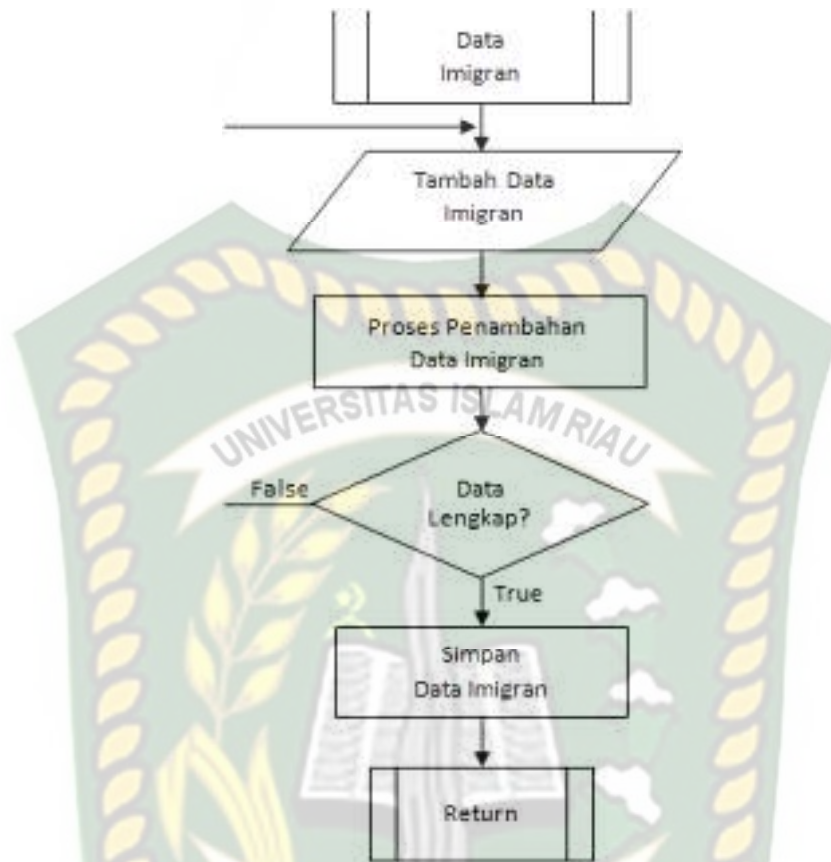 Data
Imigran
Tambah Data
Imigran
Proses Penambahan
Data Imigran
UNIVERSITAS ISLAM RIAU
False
Data
Lengkap?
True
Simpan
Data Imigran
Return